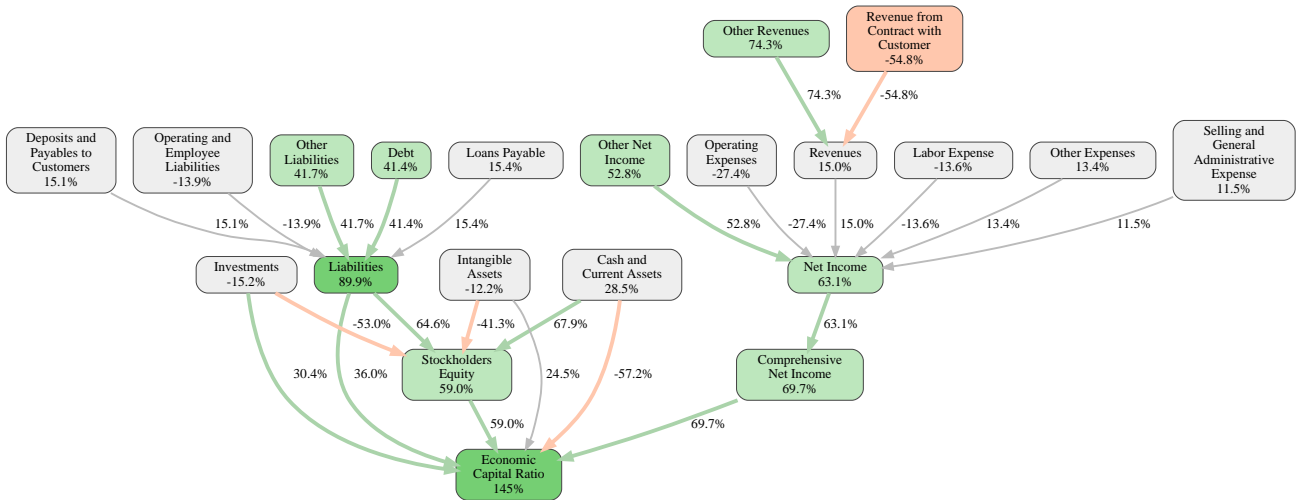 Other Revenues
74.3%
Revenue from
Contract with
Customer
-54.8%
74.3%
-54.8%
Deposits and
Payables to
Customers
15.1%
Operating and
Employee
Liabilities
-13.9%
Other
Liabilities
41.7%
Debt
41.4%
Loans Payable
15.4%
Other Net
Income
52.8%
Operating
Expenses
-27.4%
Revenues
15.0%
Labor Expense
-13.6%
Other Expenses
13.4%
Selling and
General
Administrative
Expense
11.5%
15.1%
-13.9%
41.7%
41.4%
15.4%
52.8%
-27.4%
15.0%
-13.6%
13.4%
11.5%
Investments
-15.2%
Liabilities
89.9%
Intangible
Assets
-12.2%
Cash and
Current Assets
28.5%
Net Income
63.1%
-53.0%
64.6%
-41.3%
67.9%
63.1%
Stockholders
Equity
59.0%
Comprehensive
Net Income
69.7%
30.4%
36.0%
24.5%
-57.2%
59.0%
69.7%
Economic
Capital Ratio
145%